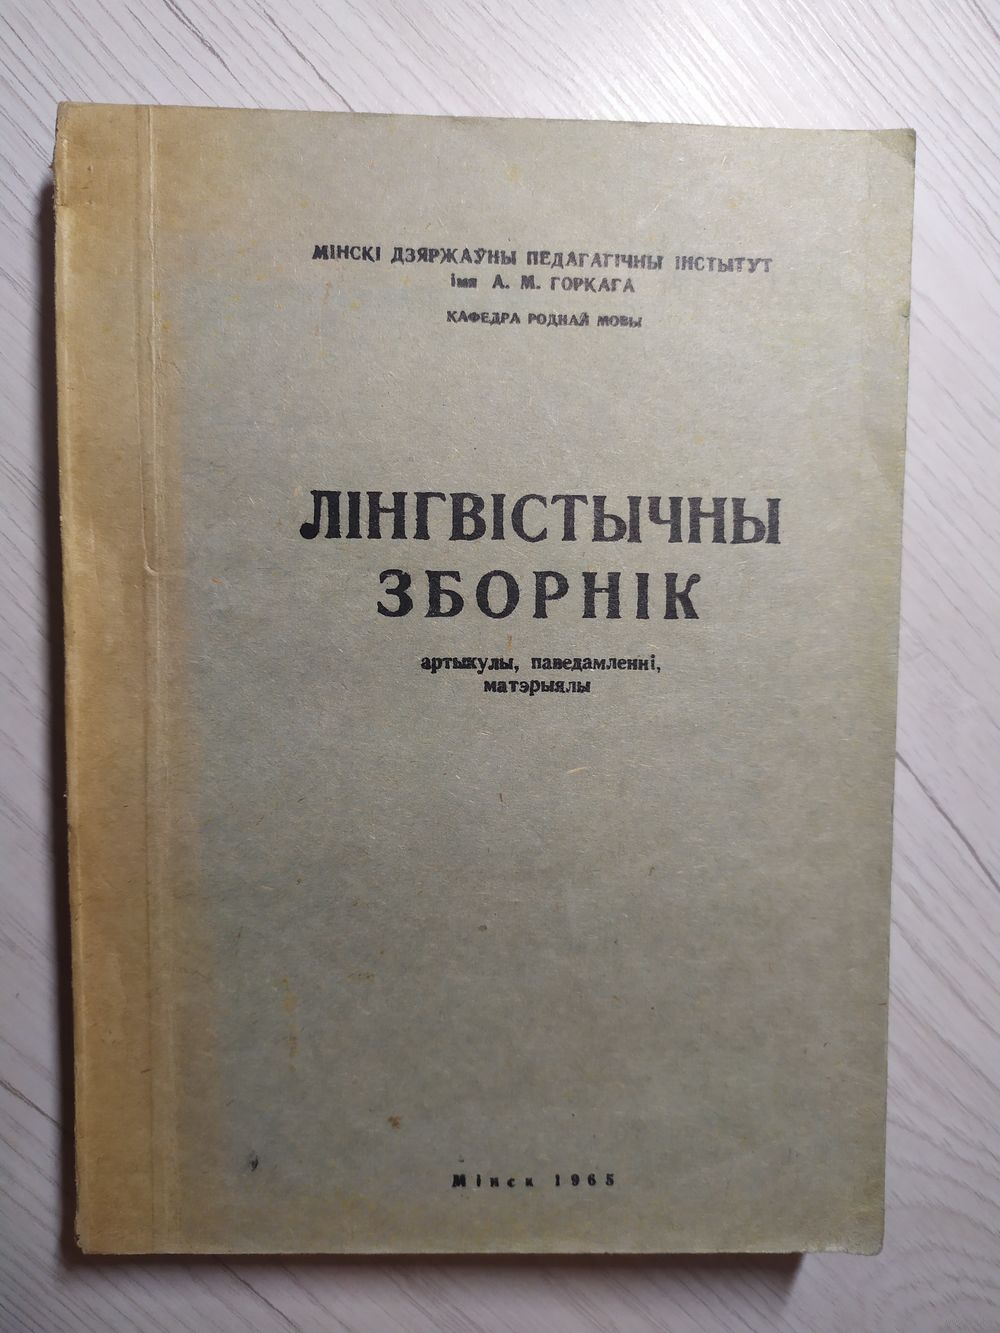 МІНСКІ ДЗЯРЖАЎНЫ ПЕДАГАГІЧНЫ ІНСТЫТУТ
імя А. М. ГОРКАГА
КАФЕДРА РОДНАЙ МОВЫ
ЛІНГВІСТЫЧНЫ
ЗБОРНІК
артыкулы, паведамленні,
матэрыялы
Мінск 1965